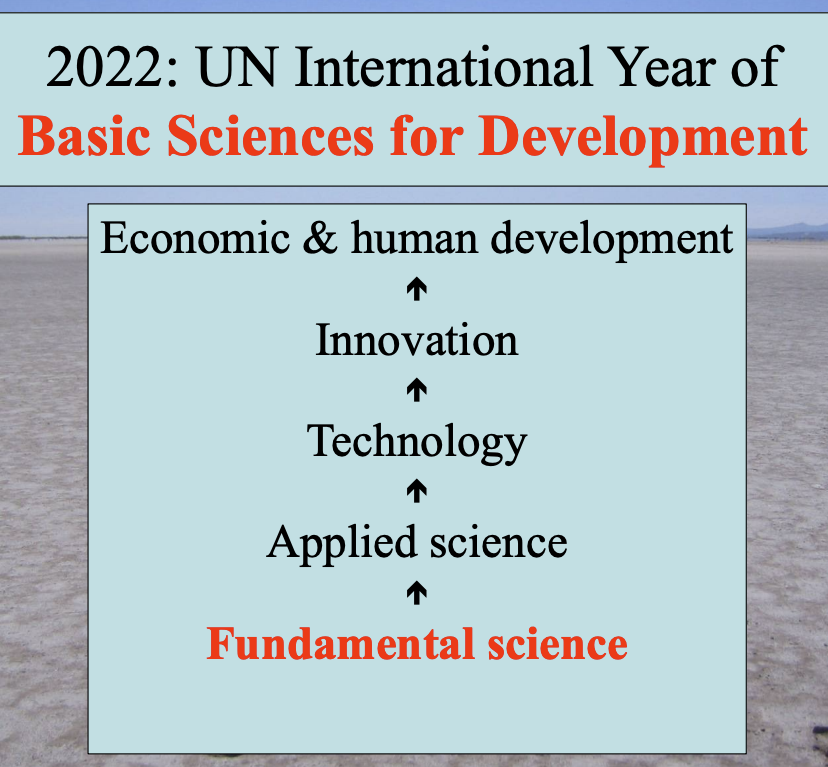 2022: UN International Year of
Basic Sciences for Development
Economic & human development
Innovation
Technology
Applied science
Fundamental science